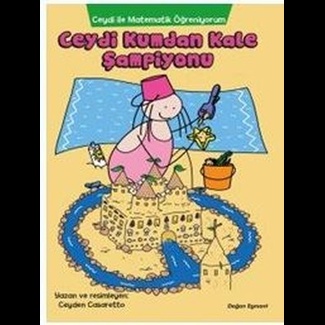 Ceydi ile Matematik Öğreniyorum
Ceydi Kumdan Kale
Şampiyonu
Yazan ve resimleyen:
Ceyden Casaretto
Doğan Egmont